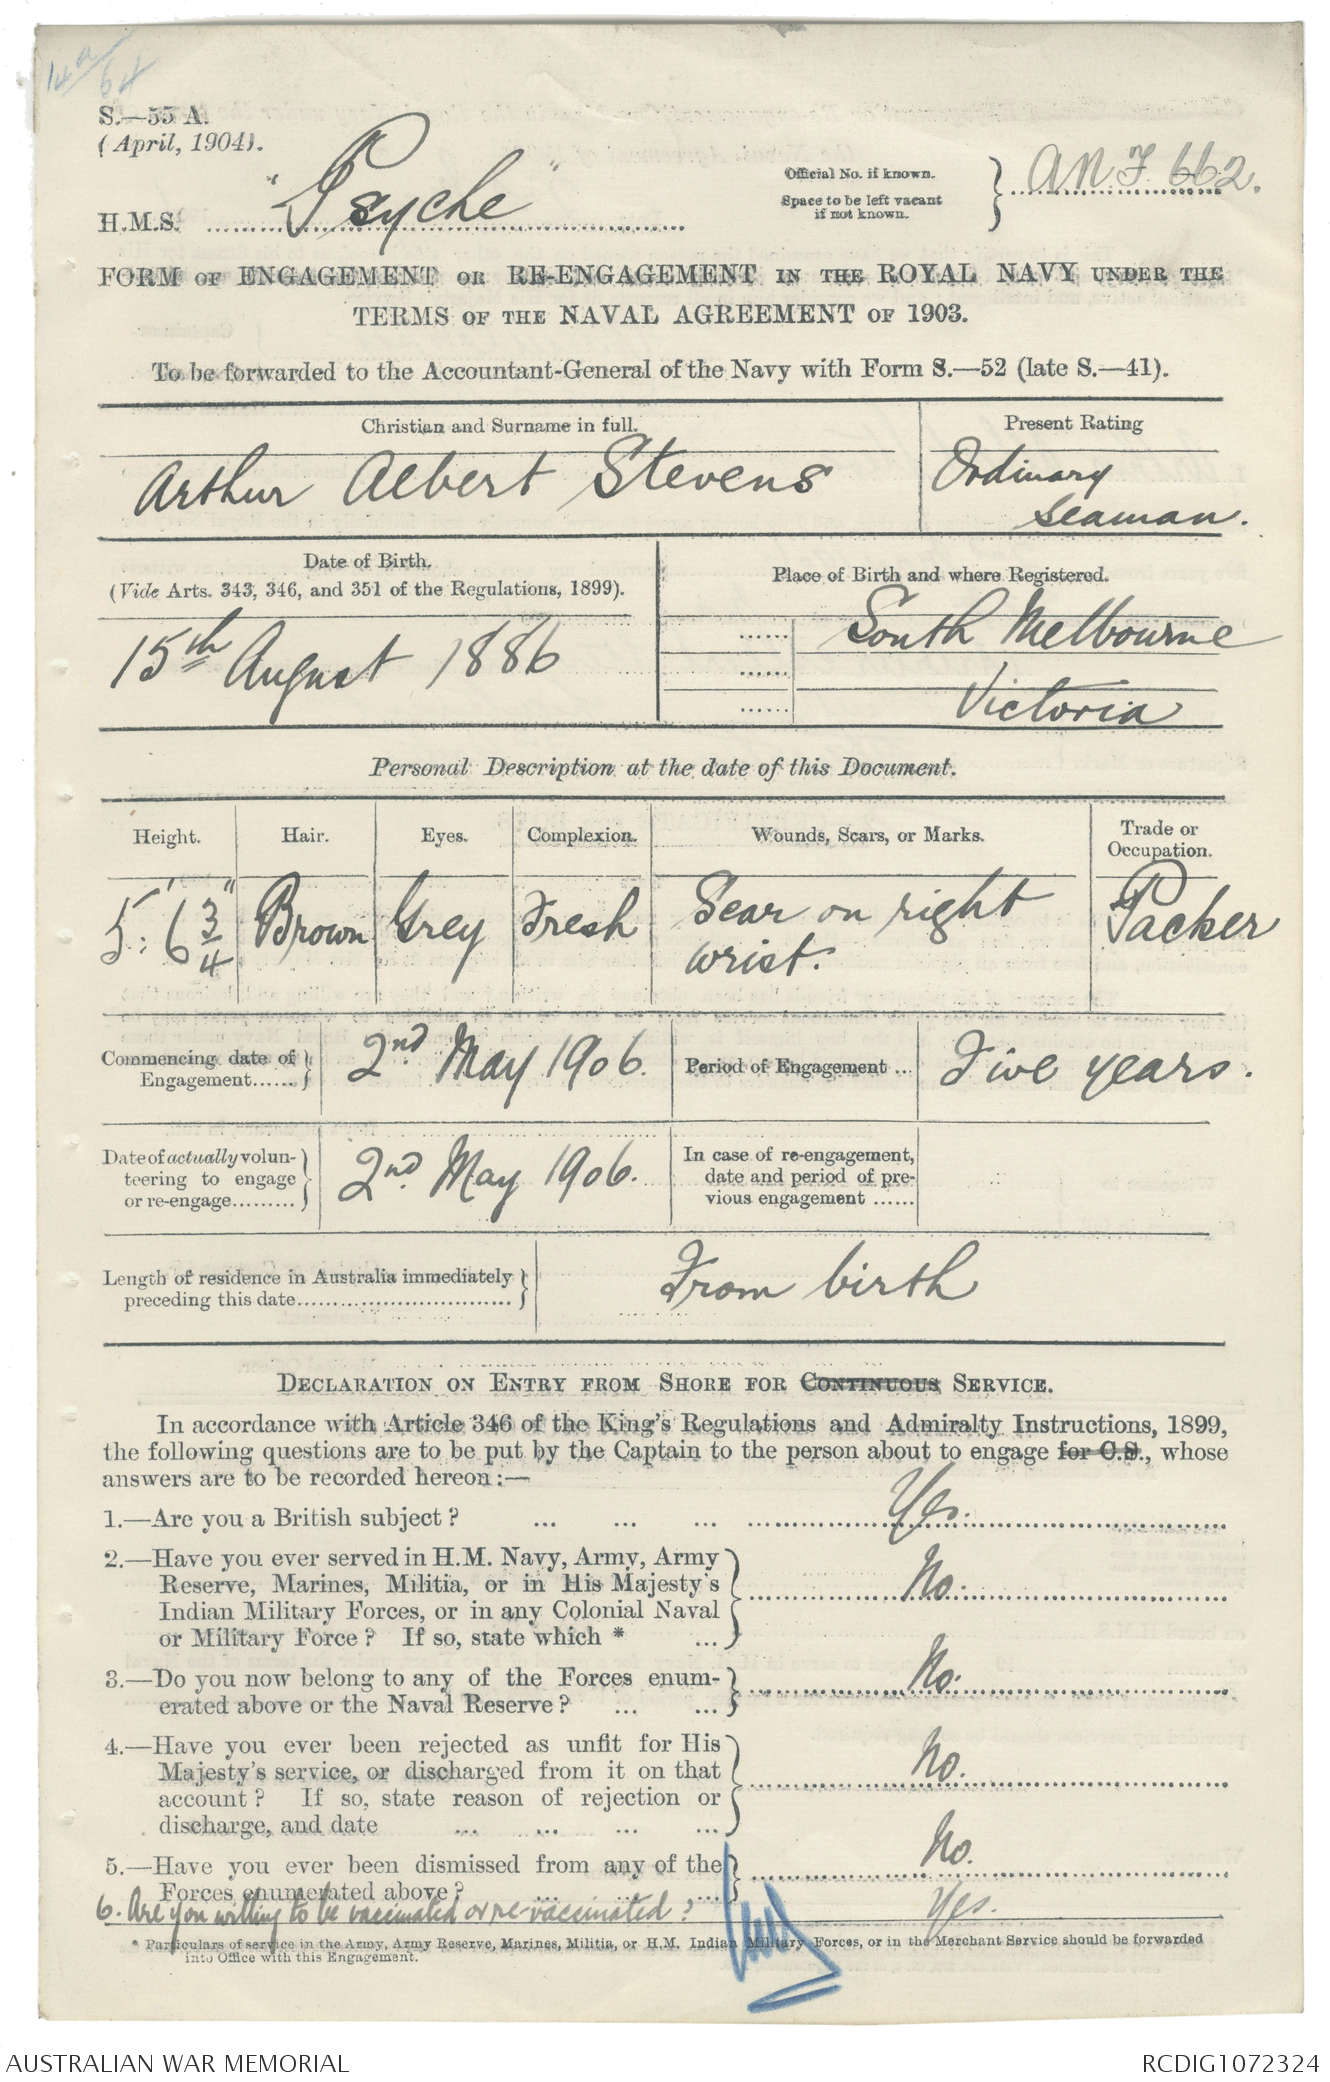 14a/64
S.—55 A.
(April, 1904).
H.M.S. "Psyche"
Official No. if known.
Space to be left vacant
if not known.
ANF 662.
FORM OF ENGAGEMENT OR RE-ENGAGEMENT IN THE ROYAL NAVY UNDER THE
TERMS OF THE NAVAL AGREEMENT OF 1903.
To be forwarded to the Accountant-General of the Navy with Form S.—52 (late S.—41).
Christian and Surname in full.
Present Rating
Arthur Albert Stevens
Ordinary
Seaman.
Date of Birth.
(Vide Arts. 343, 346, and 351 of the Regulations, 1899).
Place of Birth and where Registered.
15th August 1886
South Melbourne
Victoria
Personal Description at the date of this Document.
Height. Hair. Eyes. Complexion. Wounds, Scars, or Marks. Trade or
Occupation.
5' : 6 3/4" Brown Grey Fresh Scar on right
wrist.
Packer
Commencing date of
Engagement......
2nd May 1906.
Period of Engagement ...
Five years.
Date of actually volun-
teering to engage
or re-engage.........
2nd May 1906.
In case of re-engagement,
date and period of pre-
vious engagement ......
Length of residence in Australia immediately
preceding this date..............................
From birth
DECLARATION ON ENTRY FROM SHORE FOR CONTINUOUS SERVICE.
In accordance with Article 346 of the King's Regulations and Admiralty Instructions, 1899,
the following questions are to be put by the Captain to the person about to engage for C.S., whose
answers are to be recorded hereon :—
1.—Are you a British subject ? ... ... ... Yes.
2.—Have you ever served in H.M. Navy, Army, Army
Reserve, Marines, Militia, or in His Majesty's
Indian Military Forces, or in any Colonial Naval
or Military Force ? If so, state which * ...
No.
3.—Do you now belong to any of the Forces enum-
erated above or the Naval Reserve ? ... ...
No.
4.—Have you ever been rejected as unfit for His
Majesty's service, or discharged from it on that
account ? If so, state reason of rejection or
discharge, and date ... ... ... ...
No.
5.—Have you ever been dismissed from any of the
Forces enumerated above ? ... ... ...
No.
6. Are you willing to be vaccinated or re-vaccinated ? Yes.
* Particulars of service in the Army, Army Reserve, Marines, Militia, or H.M. Indian Military Forces, or in the Merchant Service should be forwarded
into Office with this Engagement.
AUSTRALIAN WAR MEMORIAL
RCDIG1072324